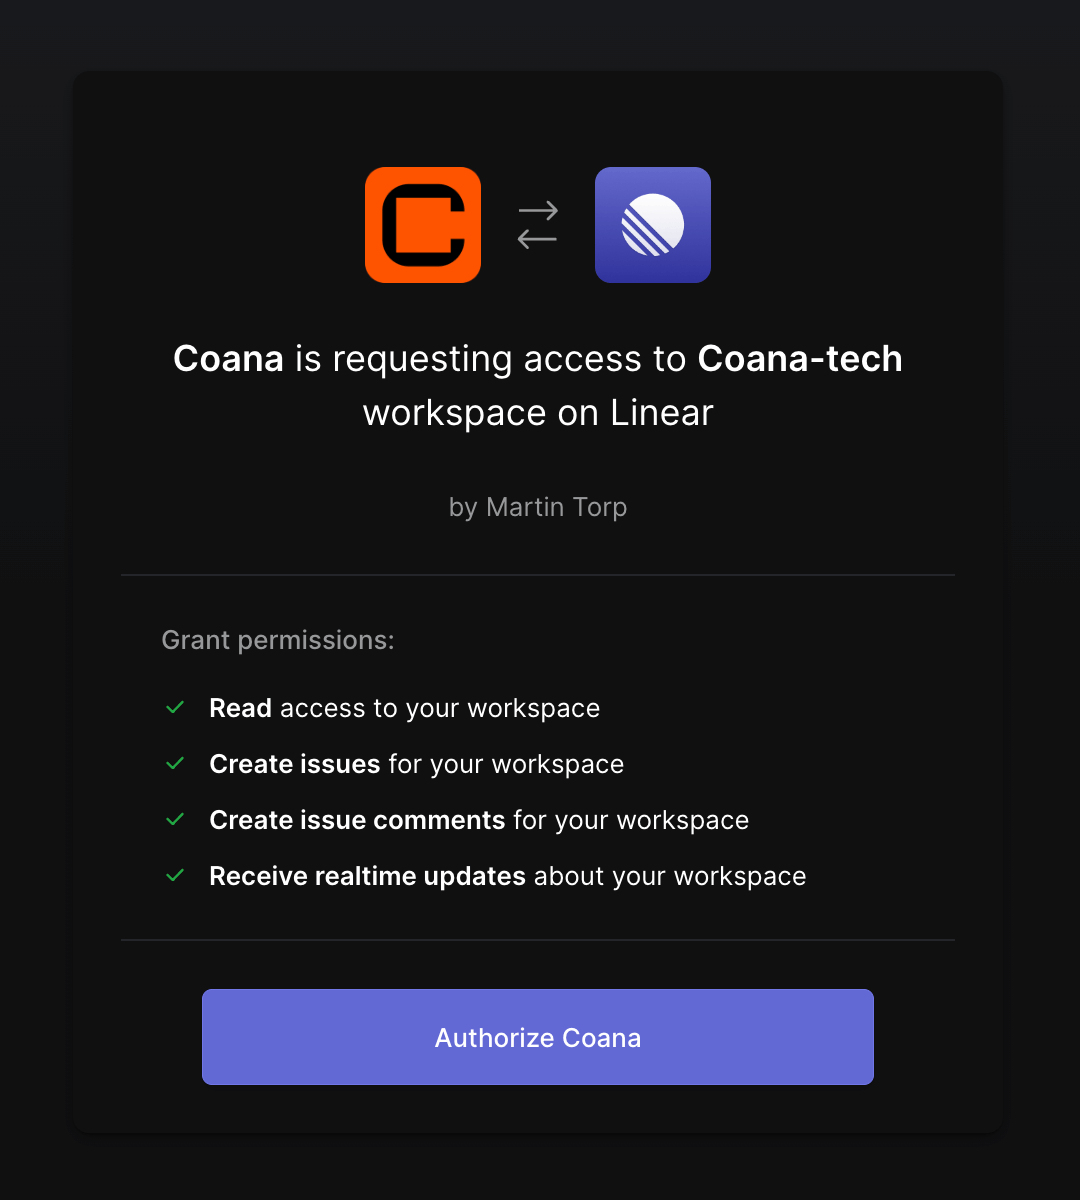 Coana is requesting access to Coana-tech
workspace on Linear
by Martin Torp
Grant permissions:
Read access to your workspace
Create issues for your workspace
Create issue comments for your workspace
Receive realtime updates about your workspace
Authorize Coana